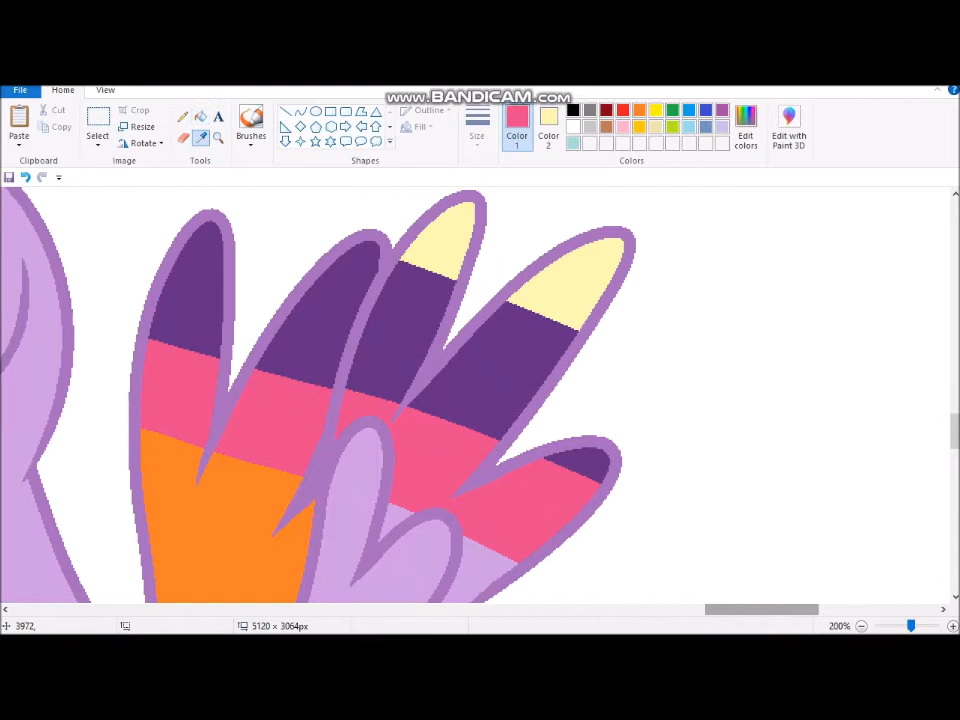 File Home View
www.BANDICAM.com
Cut
Copy
Paste
Clipboard
Select
Crop
Resize
Rotate
Image
A
Tools
Brushes
Outline
Fill
Shapes
Size
Color
1
Color
2
Edit
colors
Colors
Edit with
Paint 3D
3972,
5120 × 3064px
200%